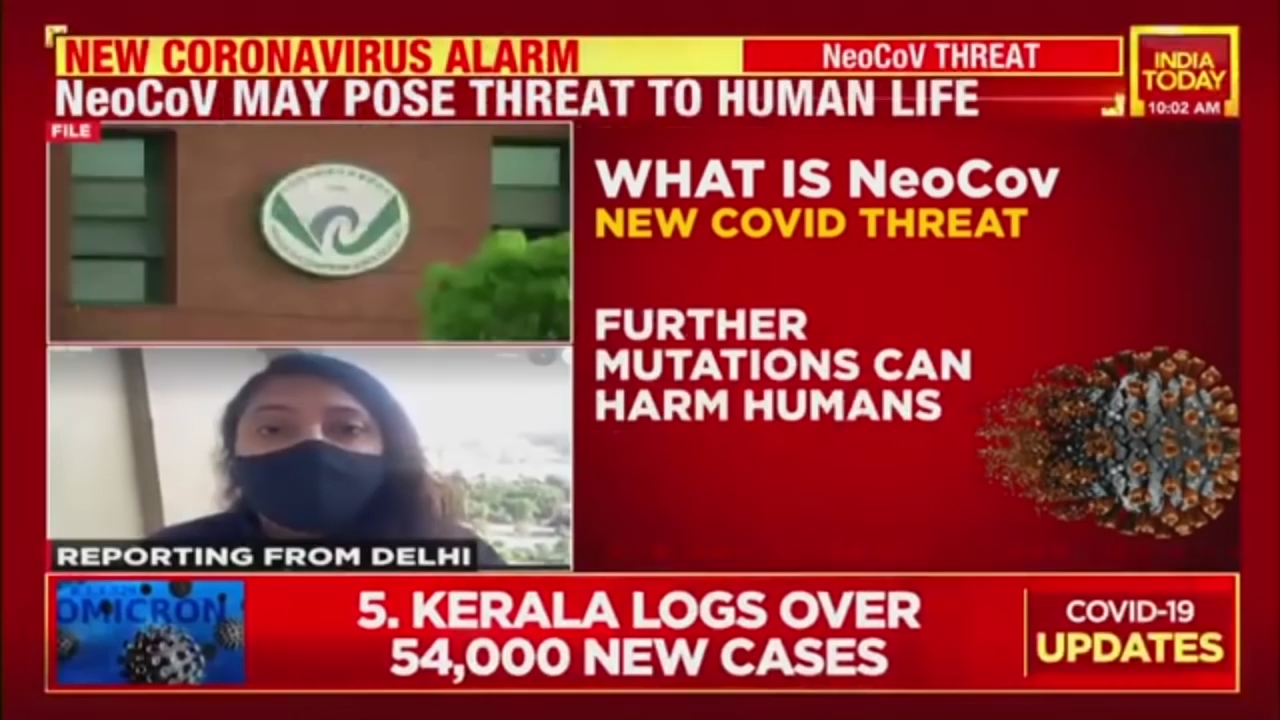 NEW CORONAVIRUS ALARM
NeoCoV THREAT
INDIA
TODAY
10:02 AM
NeoCoV MAY POSE THREAT TO HUMAN LIFE
FILE
WHAT IS NeoCov
NEW COVID THREAT
FURTHER
MUTATIONS CAN
HARM HUMANS
REPORTING FROM DELHI
OMICRON
5. KERALA LOGS OVER
54,000 NEW CASES
COVID-19
UPDATES